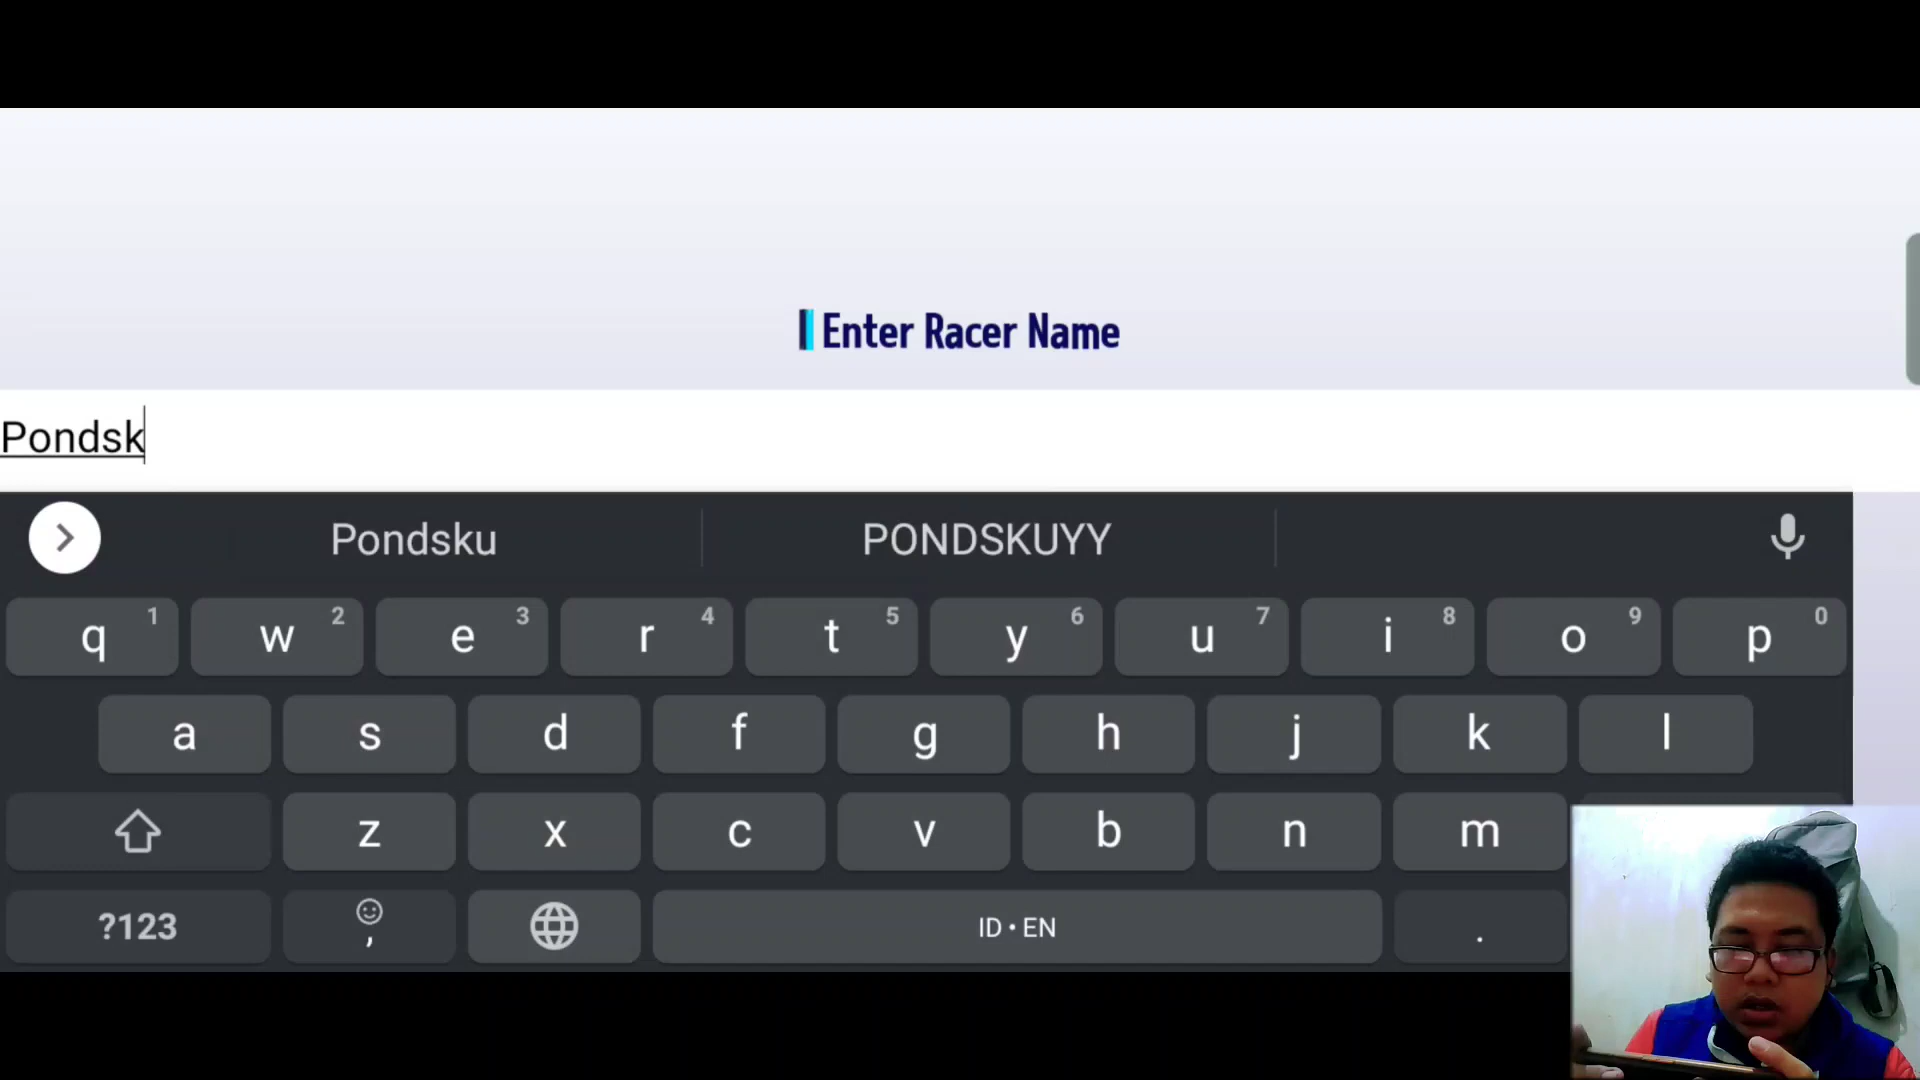 Enter Racer Name
Pondsk
Pondsku PONDSKUYY
q 1 w 2 e 3 r 4 t 5 y 6 u 7 i 8 o 9 p 0
a s d f g h j k l
z x c v b n m
?123 , ID • EN .